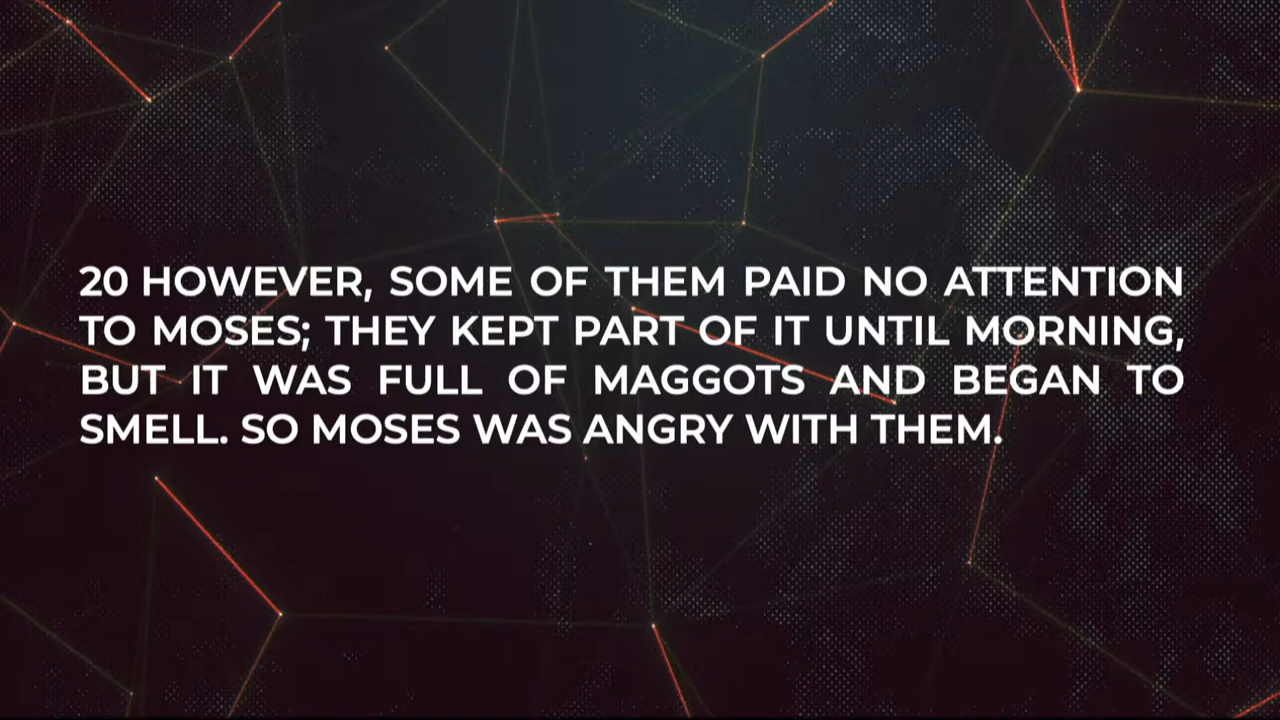 20 HOWEVER, SOME OF THEM PAID NO ATTENTION
TO MOSES; THEY KEPT PART OF IT UNTIL MORNING,
BUT IT WAS FULL OF MAGGOTS AND BEGAN TO
SMELL. SO MOSES WAS ANGRY WITH THEM.